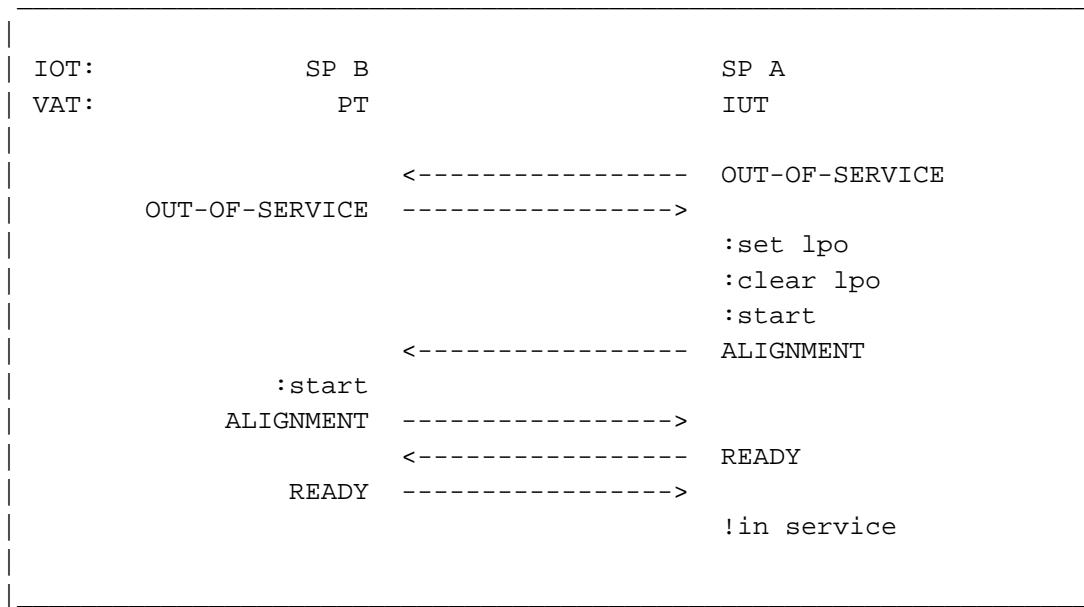 IOT: SP B SP A
VAT: PT IUT
<----------------- OUT-OF-SERVICE
OUT-OF-SERVICE ----------------->
:set lpo
:clear lpo
:start
<----------------- ALIGNMENT
:start
ALIGNMENT ----------------->
<----------------- READY
READY ----------------->
!in service